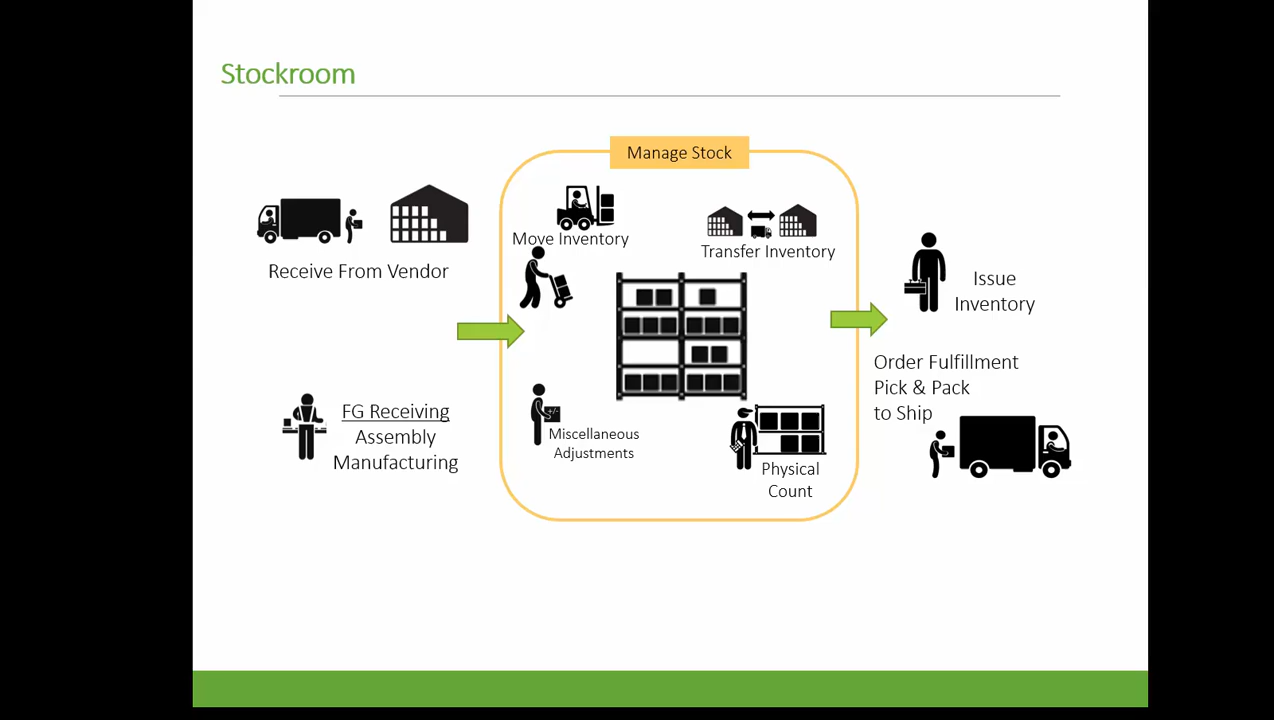 Stockroom
Manage Stock
Move Inventory
Transfer Inventory
Receive From Vendor
Issue
Inventory
Order Fulfillment
Pick & Pack
to Ship
FG Receiving
Assembly
Manufacturing
+/-
Miscellaneous
Adjustments
Physical
Count